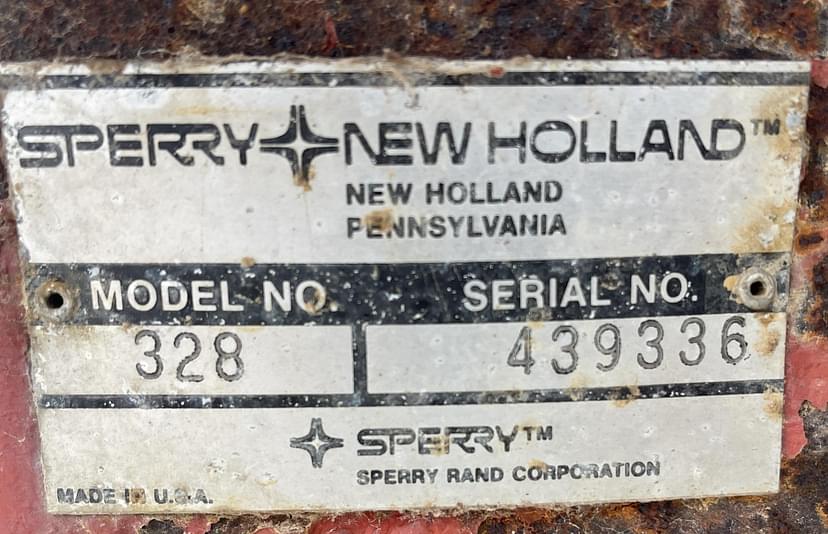 SPERRY NEW HOLLAND™
NEW HOLLAND
PENNSYLVANIA
MODEL NO. SERIAL NO.
328 439336
SPERRY™
SPERRY RAND CORPORATION
MADE IN U.S.A.